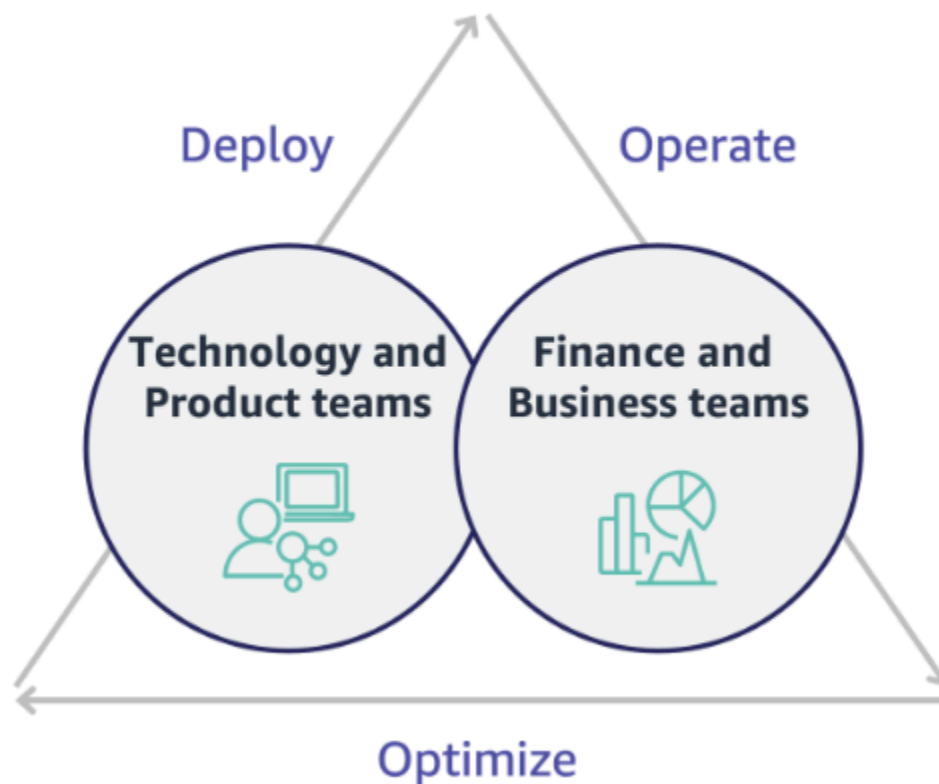 Deploy
Operate
Technology and
Product teams
Finance and
Business teams
Optimize